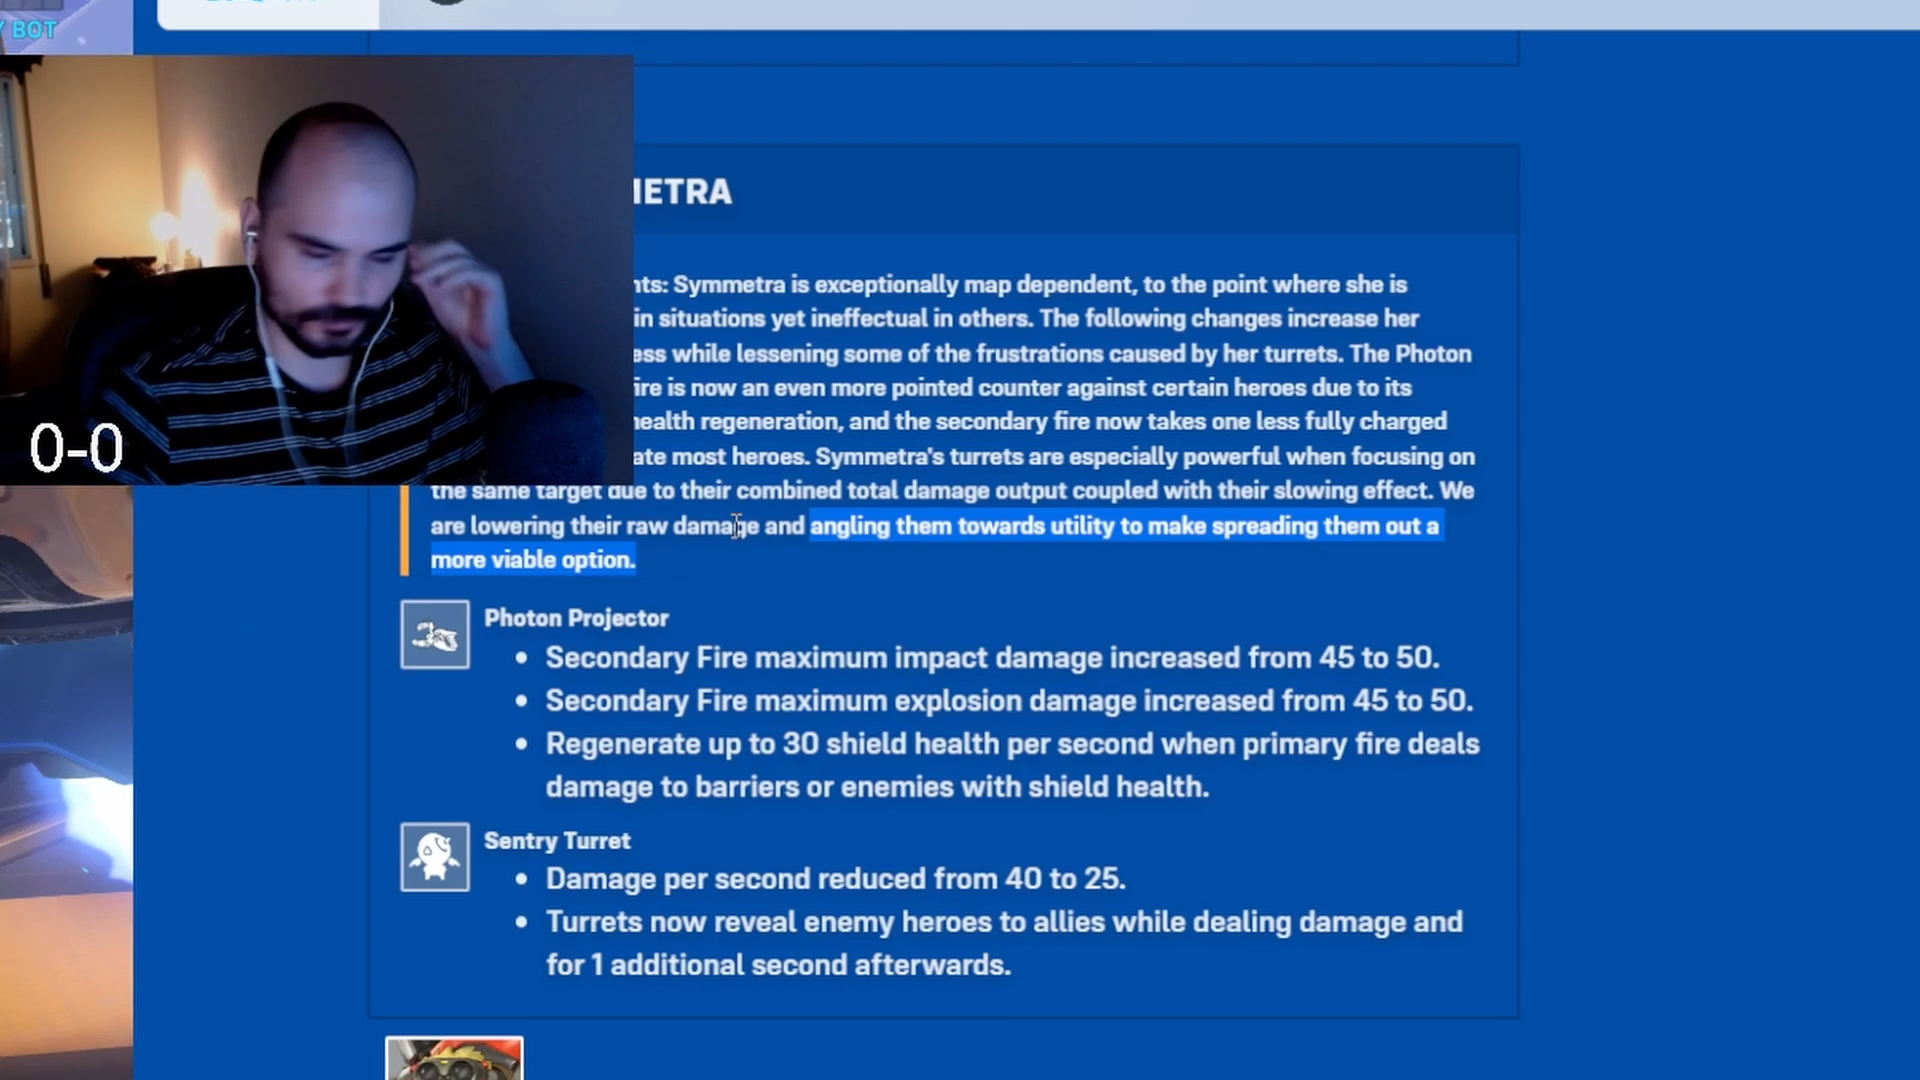 BOT
METRA
nts: Symmetra is exceptionally map dependent, to the point where she is
in situations yet ineffectual in others. The following changes increase her
ess while lessening some of the frustrations caused by her turrets. The Photon
ire is now an even more pointed counter against certain heroes due to its
health regeneration, and the secondary fire now takes one less fully charged
ate most heroes. Symmetra's turrets are especially powerful when focusing on
0-0
the same target due to their combined total damage output coupled with their slowing effect. We
are lowering their raw damage and angling them towards utility to make spreading them out a
more viable option.
Photon Projector
• Secondary Fire maximum impact damage increased from 45 to 50.
• Secondary Fire maximum explosion damage increased from 45 to 50.
• Regenerate up to 30 shield health per second when primary fire deals
damage to barriers or enemies with shield health.
Sentry Turret
• Damage per second reduced from 40 to 25.
• Turrets now reveal enemy heroes to allies while dealing damage and
for 1 additional second afterwards.